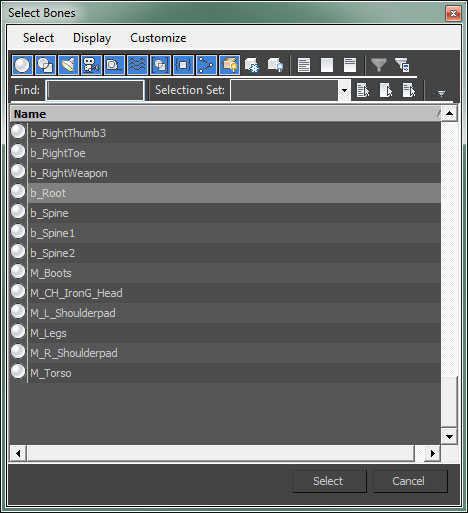 Select Bones
Select Display Customize
Find: Selection Set:
Name
b_RightThumb3
b_RightToe
b_RightWeapon
b_Root
b_Spine
b_Spine1
b_Spine2
M_Boots
M_CH_IronG_Head
M_L_Shoulderpad
M_Legs
M_R_Shoulderpad
M_Torso
Select Cancel